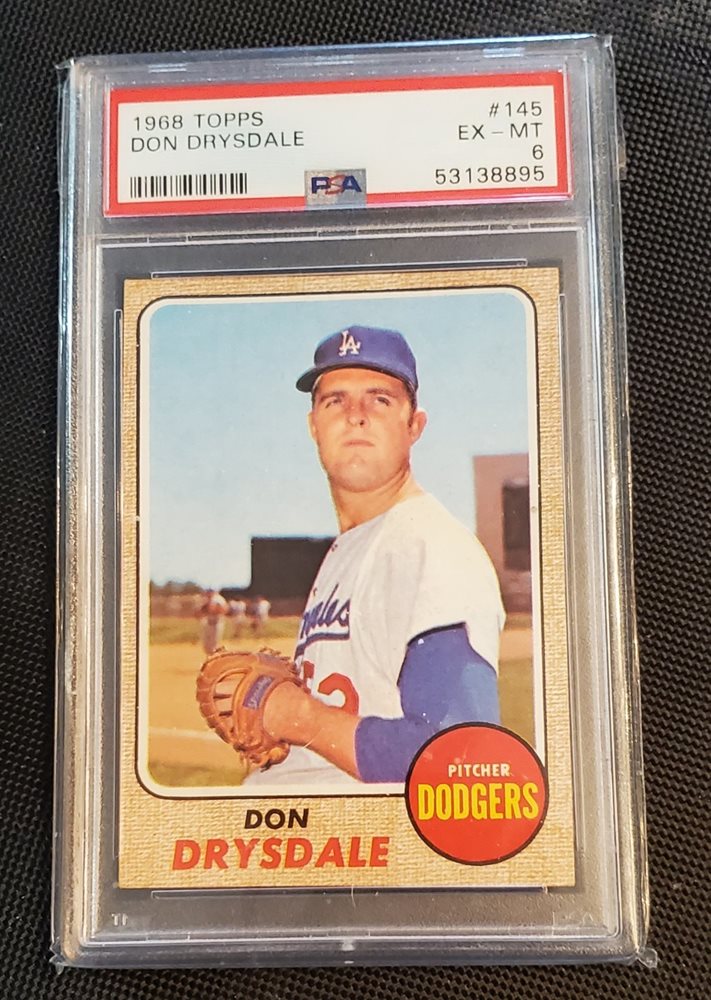 1968 TOPPS #145
DON DRYSDALE EX - MT
6
PSA 53138895
LA
PITCHER
DODGERS
DON
DRYSDALE